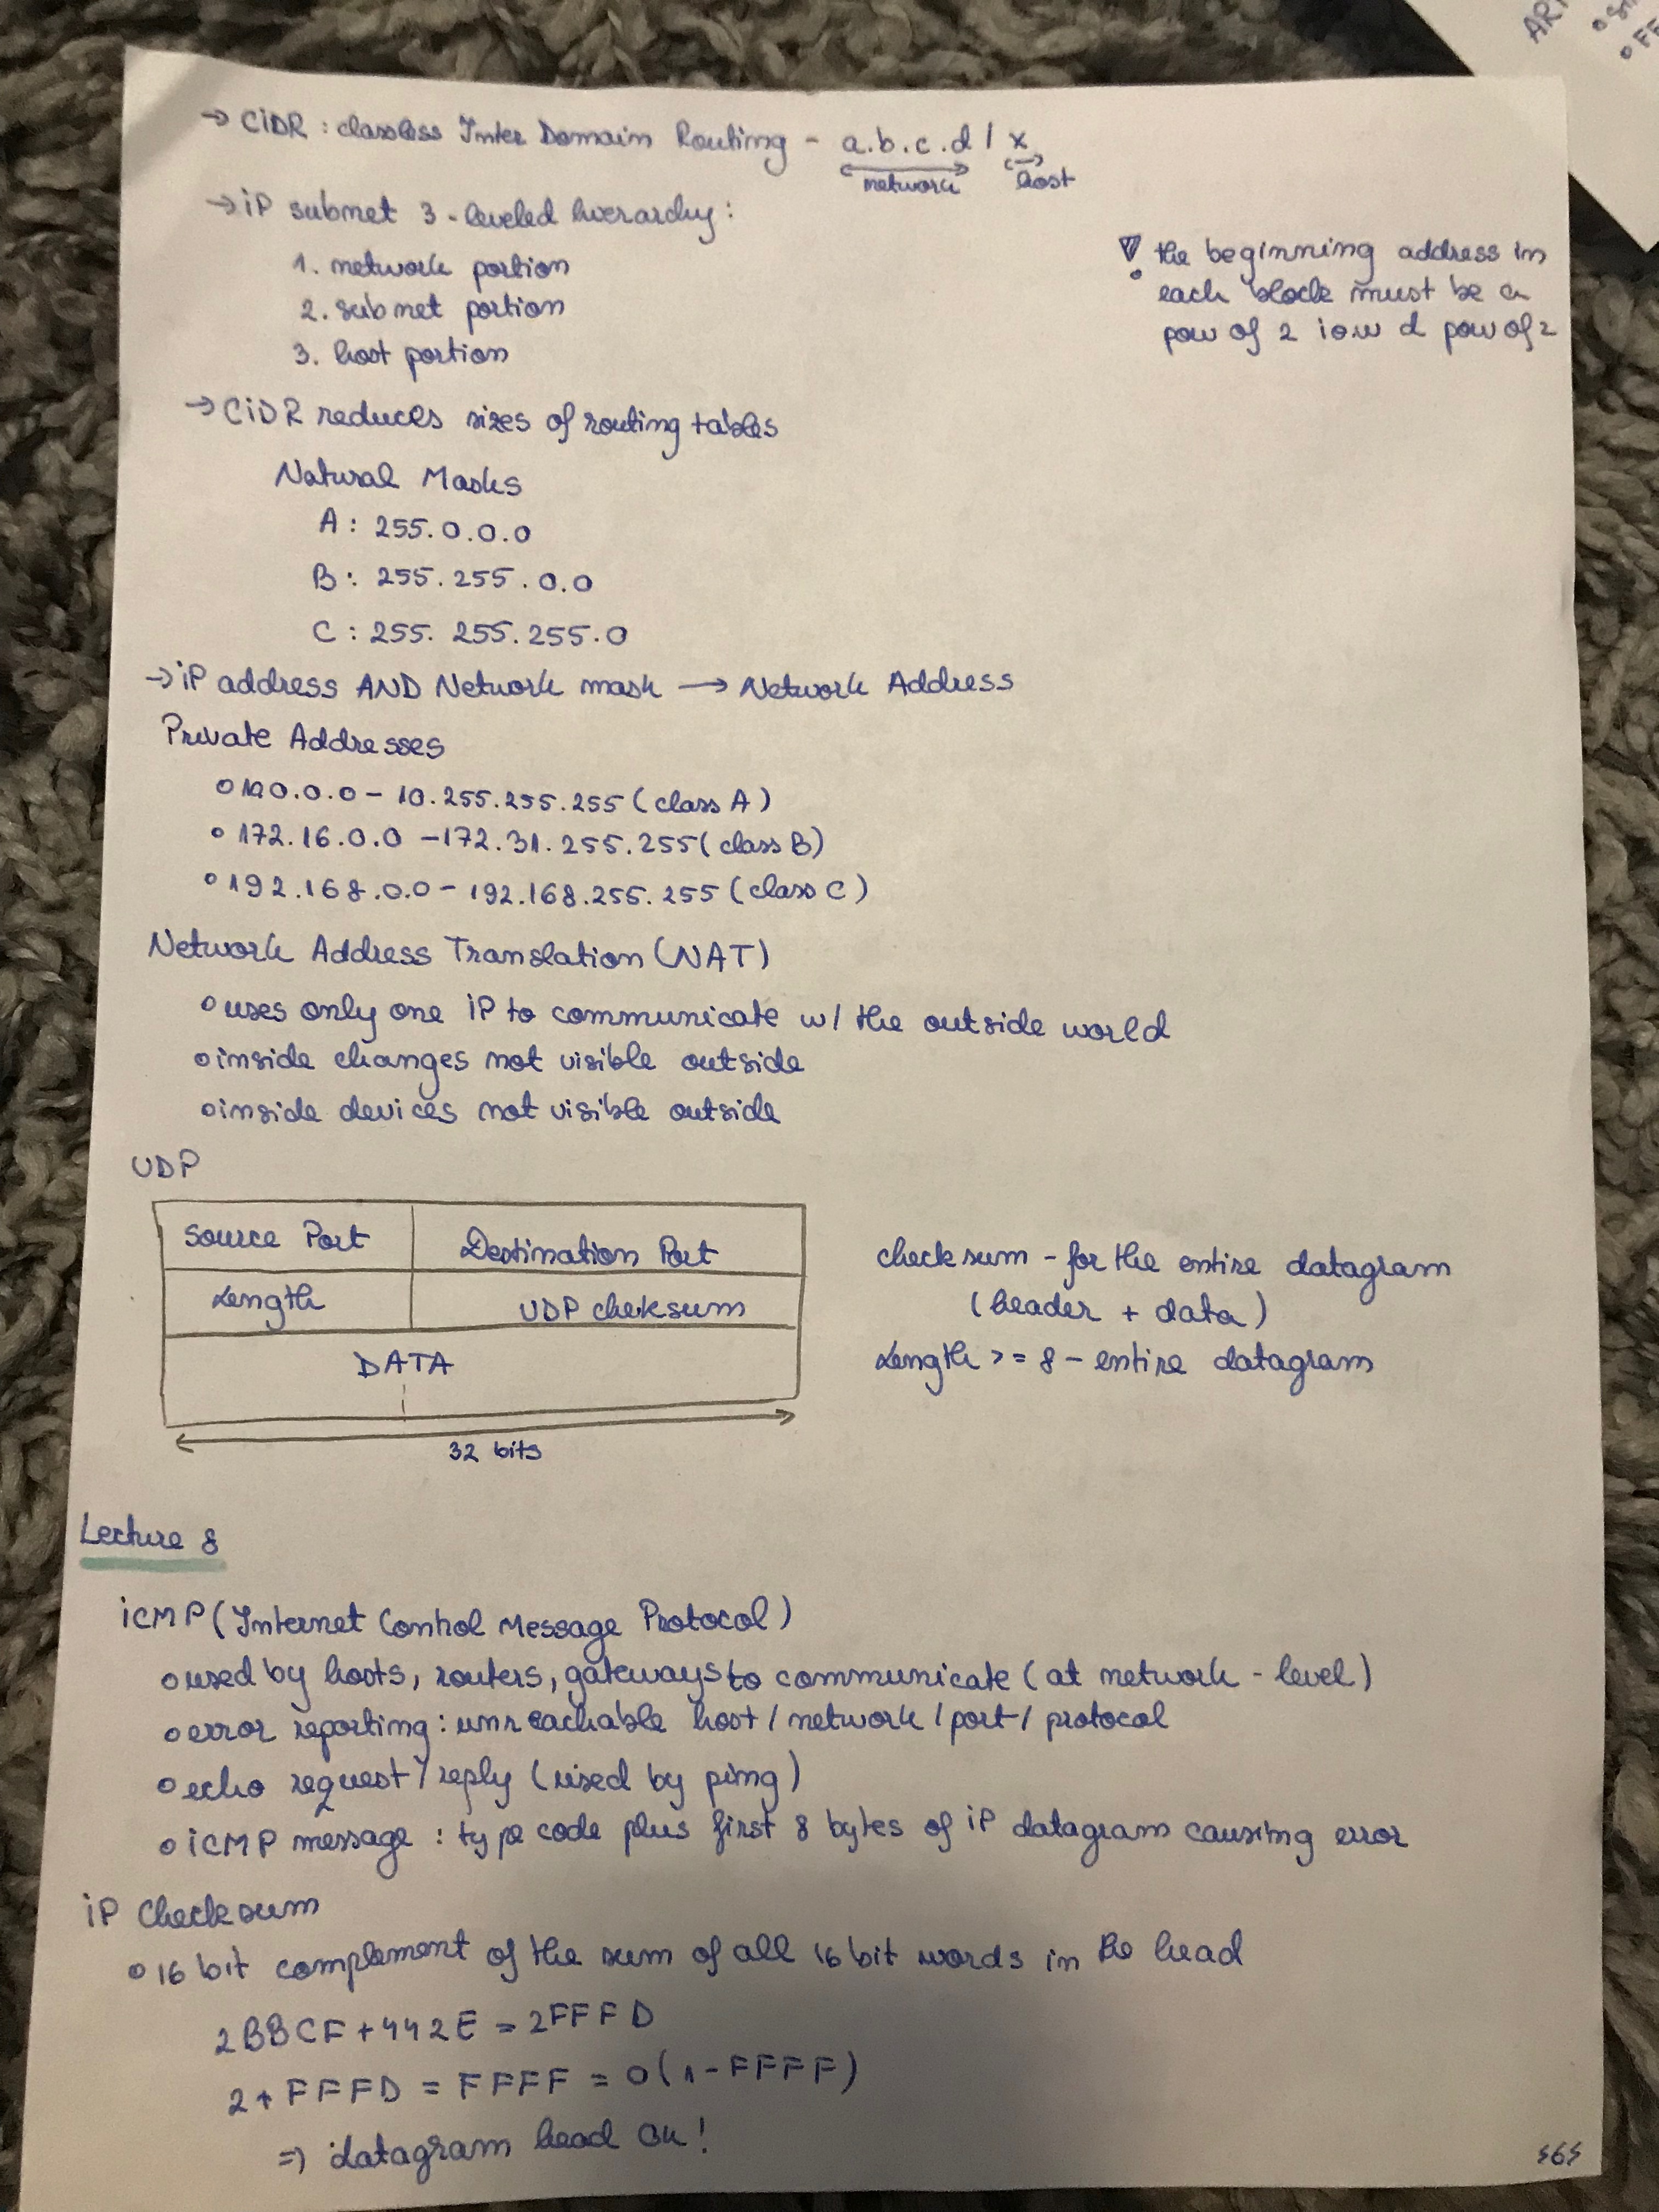 → CiDR : classless Inter Domain Routing - a.b.c.d / x
network host
→ iP subnet 3-leveled hierarchy:
1. network portion
2. subnet portion
3. host portion
the beginning address in
each block must be a
pow of 2 i.o.w d pow of 2
→ CiDR reduces sizes of routing tables
Natural Masks
A: 255.0.0.0
B: 255.255.0.0
C: 255.255.255.0
→ iP address AND Network mask → Network Address
Private Addresses
10.0.0.0 - 10.255.255.255 (class A)
172.16.0.0 - 172.31.255.255 (class B)
192.168.0.0 - 192.168.255.255 (class C)
Network Address Translation (NAT)
uses only one iP to communicate w/ the outside world
inside changes not visible outside
inside devices not visible outside
UDP
Source Port Destination Port
Length UDP cheksum
DATA
32 bits
checksum - for the entire datagram
(header + data)
Length >= 8 - entire datagram
Lecture 8
iCMP (Internet Control Message Protocol)
used by hosts, routers, gateways to communicate (at network-level)
error reporting: unreachable host / network / port / protocol
echo request / reply (used by ping)
iCMP message: type code plus first 8 bytes of iP datagram causing error
iP Checksum
16 bit complement of the sum of all 16 bit words in the head
2BBCF + 442E = 2FFFD
2 + FFFD = FFFF = 0 (1-FFFF)
=> datagram head OK!